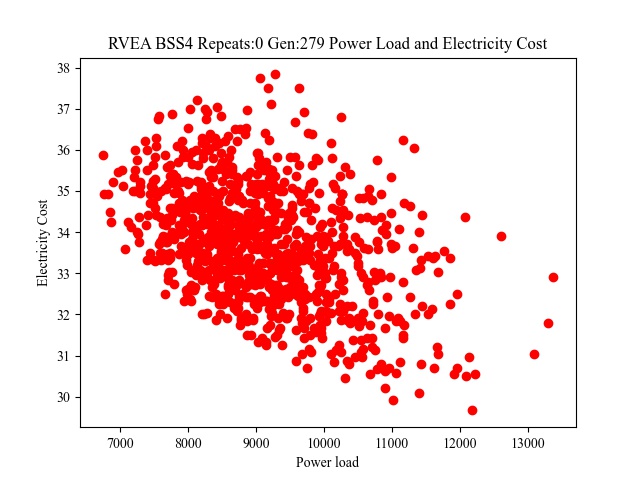 RVEA BSS4 Repeats:0 Gen:279 Power Load and Electricity Cost
38
37
36
35
34
33
32
31
30
Electricity Cost
7000 8000 9000 10000 11000 12000 13000
Power load